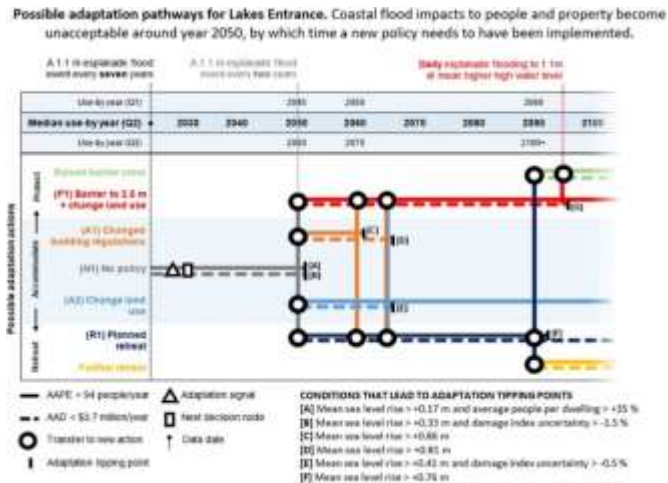 Possible adaptation pathways for Lakes Entrance. Coastal flood impacts to people and property become
unacceptable around year 2050, by which time a new policy needs to have been implemented.
A 1.1 m esplanade flood
event every seven years
A 1.1 m esplanade flood
event every two years
Daily esplanade flooding to 1.1m
at mean higher high water level
Use-by year (Q1)
Median use-by year (Q2)
2030 2040 2050 2060 2070 2080 2090 2100
Use-by year (Q3)
Possible adaptation actions
Protect
Accommodate
Retreat
(P1) Barrier to 2.0 m
+ change land use
(A1) Changed
building regulations
(N1) No policy
(A2) Change land
use
(R1) Planned
retreat
Further retreat
[A]
[B]
[C]
[D]
[E]
[F]
AAPE < 94 people/year
AAD < $3.7 million/year
Transfer to new action
Adaptation tipping point
Adaptation signal
Next decision node
Data date
CONDITIONS THAT LEAD TO ADAPTATION TIPPING POINTS
[A] Mean sea level rise > +0.17 m and average people per dwelling > +35 %
[B] Mean sea level rise > +0.33 m and damage index uncertainty > -3.5 %
[C] Mean sea level rise > +0.66 m
[D] Mean sea level rise > +0.81 m
[E] Mean sea level rise > +0.41 m and damage index uncertainty > -0.5 %
[F] Mean sea level rise > +0.76 m